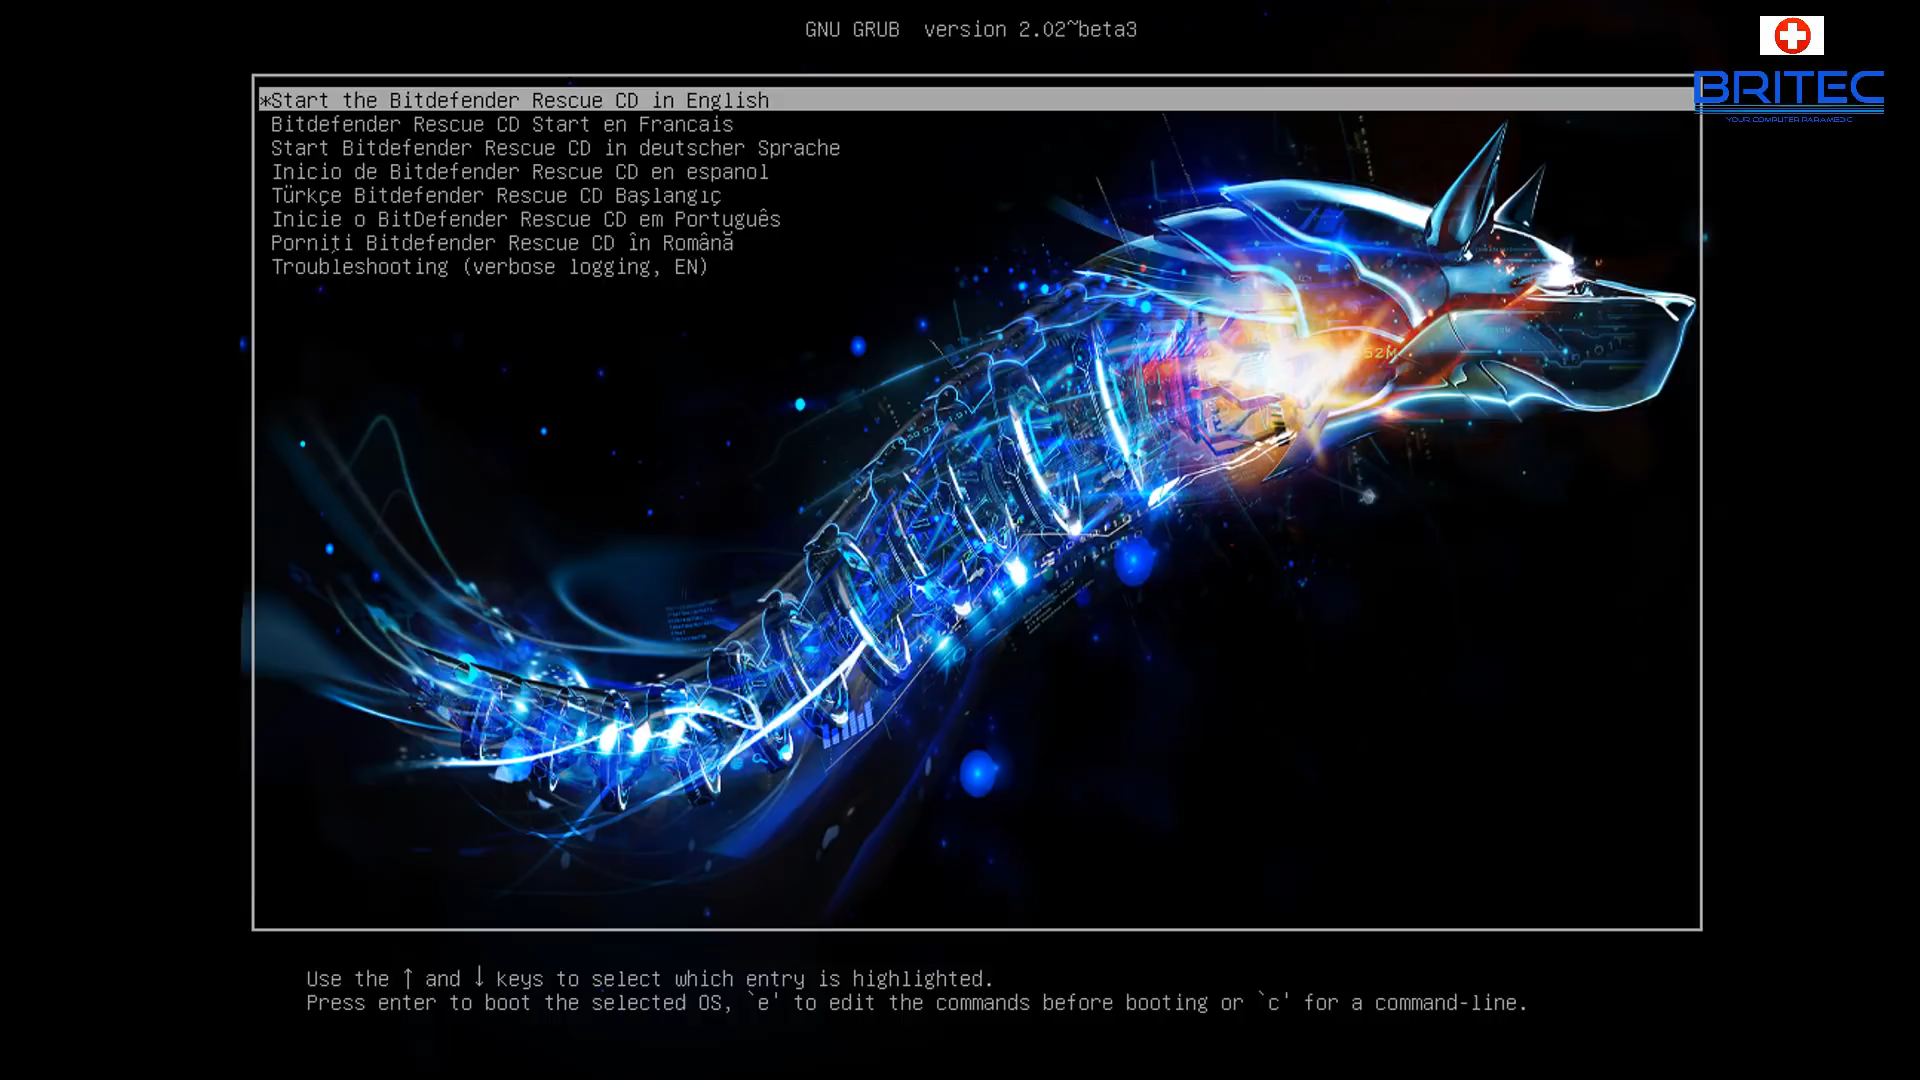 GNU GRUB  version 2.02~beta3
BRITEC
YOUR COMPUTER PARAMEDIC
*Start the Bitdefender Rescue CD in English
Bitdefender Rescue CD Start en Francais
Start Bitdefender Rescue CD in deutscher Sprache
Inicio de Bitdefender Rescue CD en espanol
Türkçe Bitdefender Rescue CD Başlangıç
Inicie o BitDefender Rescue CD em Português
Porniți Bitdefender Rescue CD în Română
Troubleshooting (verbose logging, EN)
52M
Use the ↑ and ↓ keys to select which entry is highlighted.
Press enter to boot the selected OS, `e' to edit the commands before booting or `c' for a command-line.